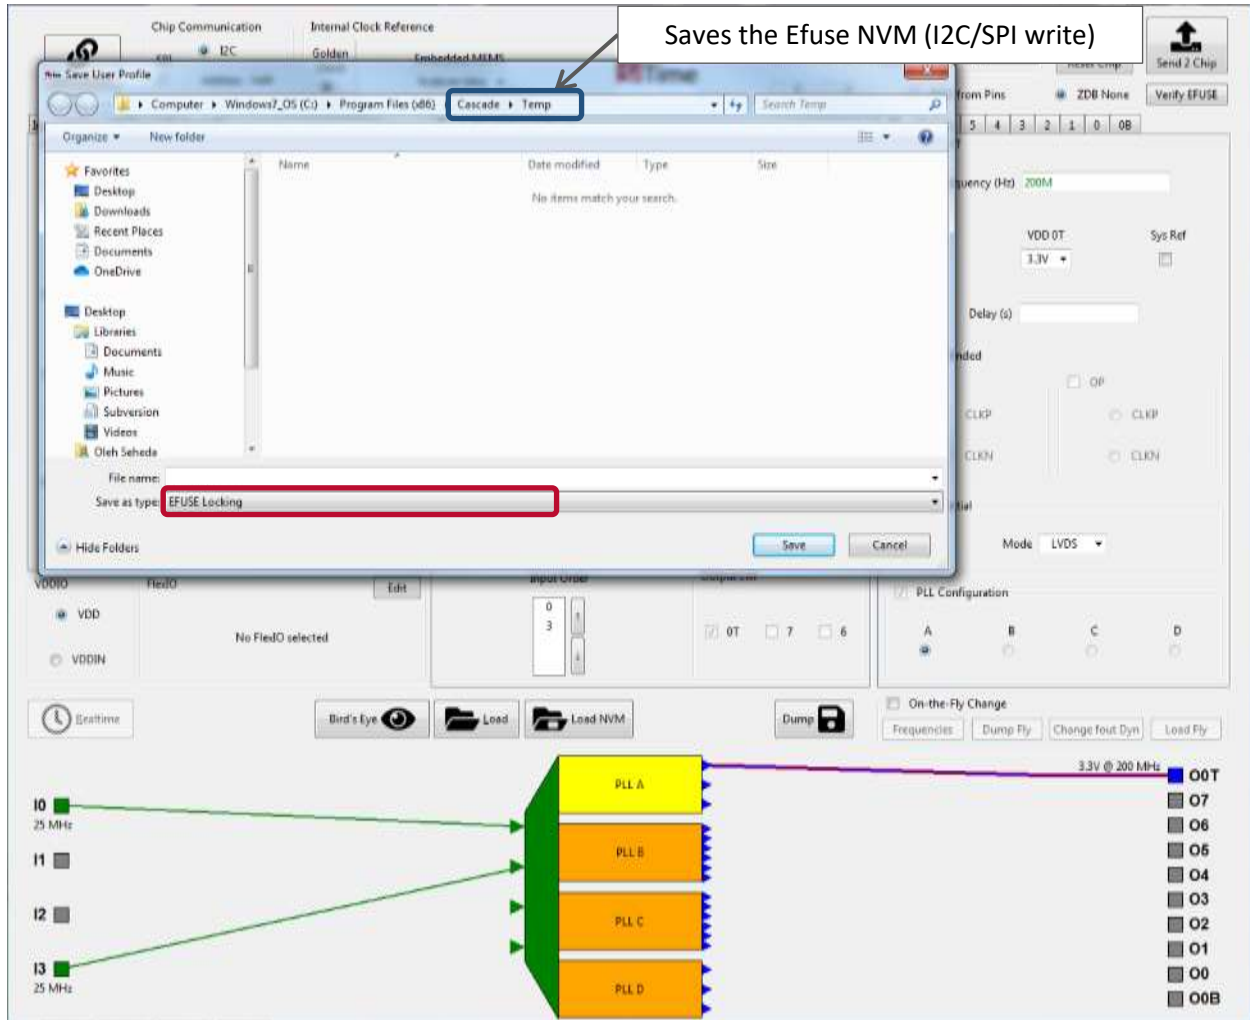 Saves the Efuse NVM (I2C/SPI write)
Chip Communication
Internal Clock Reference
I2C
Golden
Embedded MEMS
Time
Send 2 Chip
Save User Profile
Computer Windows7_OS (C:) Program Files (x86) Cascade Temp
Search Temp
from Pins
ZDB None
Verify EFUSE
5 4 3 2 1 0 0B
Organize
New folder
Favorites
Desktop
Downloads
Recent Places
Documents
OneDrive
Desktop
Libraries
Documents
Music
Pictures
Subversion
Videos
Oleh Seheda
Name
Date modified
Type
Size
No items match your search.
quency (Hz) 200M
VDD 0T
Sys Ref
3.3V
Delay (s)
nded
OP
CLKP
CLKP
CLKN
CLKN
tial
Mode LVDS
File name:
Save as type: EFUSE Locking
Hide Folders
Save
Cancel
VDDIO
FlexIO
Edit
VDD
No FlexIO selected
VDDIN
Input Order
0
3
0T 7 6
PLL Configuration
A B C D
Realtime
Bird's Eye
Load
Load NVM
Dump
On-the-Fly Change
Frequencies
Dump Fly
Change fout Dyn
Load Fly
3.3V @ 200 MHz
I0
25 MHz
I1
I2
I3
25 MHz
PLL A
PLL B
PLL C
PLL D
O0T
O7
O6
O5
O4
O3
O2
O1
O0
O0B